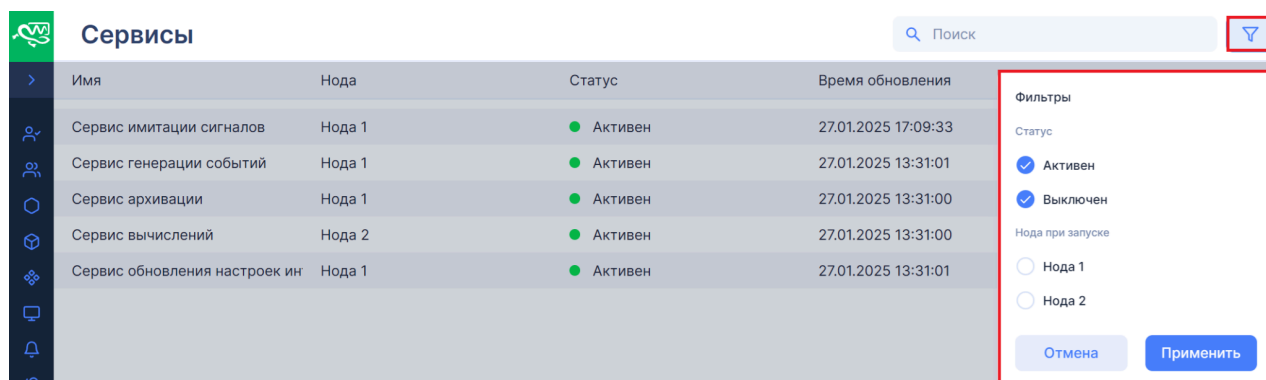 Сервисы
Поиск
Имя Нода Статус Время обновления
Сервис имитации сигналов Нода 1 Активен 27.01.2025 17:09:33
Сервис генерации событий Нода 1 Активен 27.01.2025 13:31:01
Сервис архивации Нода 1 Активен 27.01.2025 13:31:00
Сервис вычислений Нода 2 Активен 27.01.2025 13:31:00
Сервис обновления настроек ин Нода 1 Активен 27.01.2025 13:31:01
Фильтры
Статус
Активен
Выключен
Нода при запуске
Нода 1
Нода 2
Отмена Применить